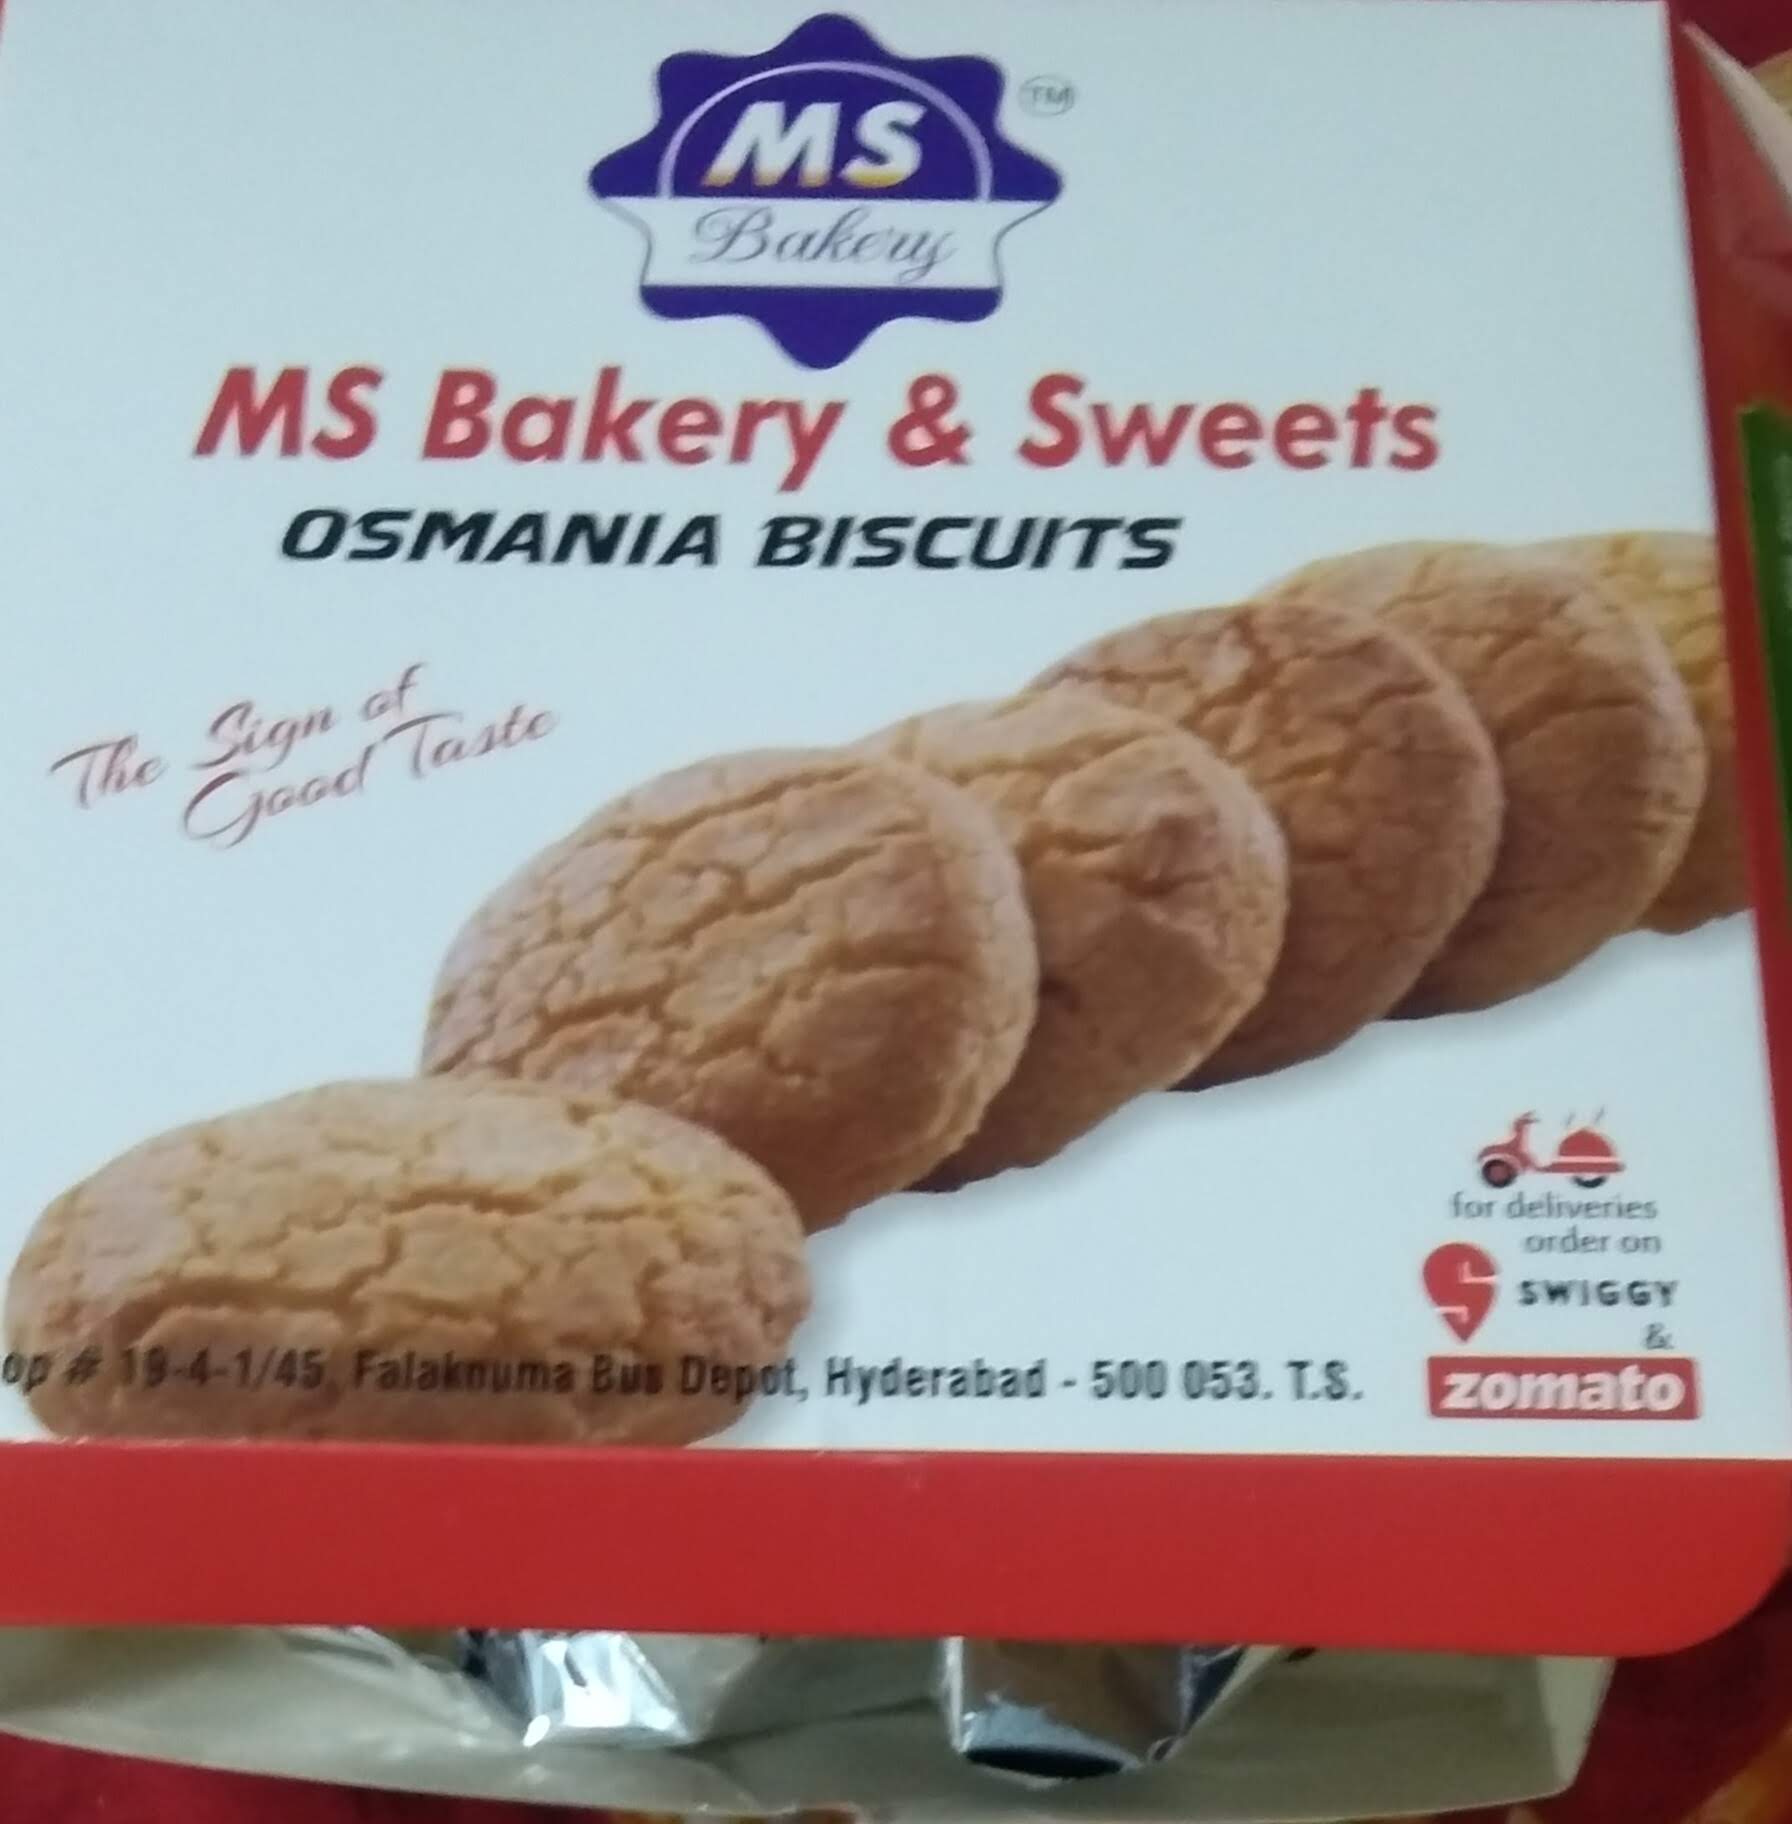 MS
TM
Bakery
MS Bakery & Sweets
OSMANIA BISCUITS
The Sign of
Good Taste
for deliveries
order on
SWIGGY
&
zomato
op # 19-4-1/45, Falaknuma Bus Depot, Hyderabad - 500 053. T.S.